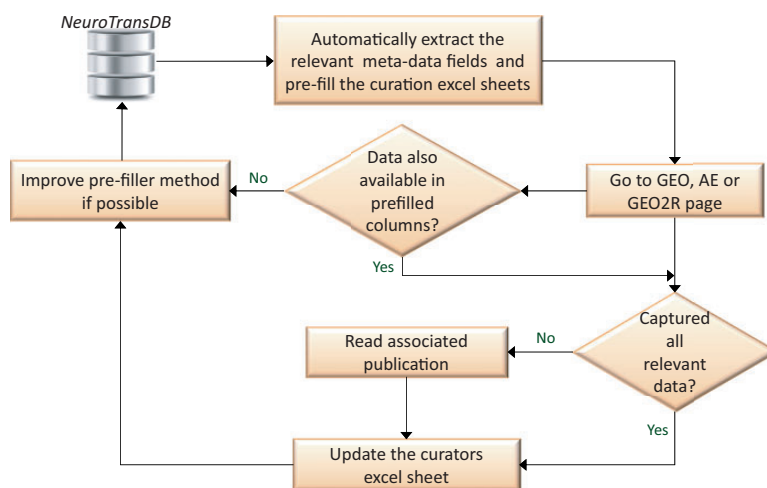 NeuroTransDB
Automatically extract the
relevant meta-data fields and
pre-fill the curation excel sheets
Improve pre-filler method
if possible
No
Data also
available in
prefilled
columns?
Go to GEO, AE or
GEO2R page
Yes
Captured
all
relevant
data?
No
Read associated
publication
Yes
Update the curators
excel sheet